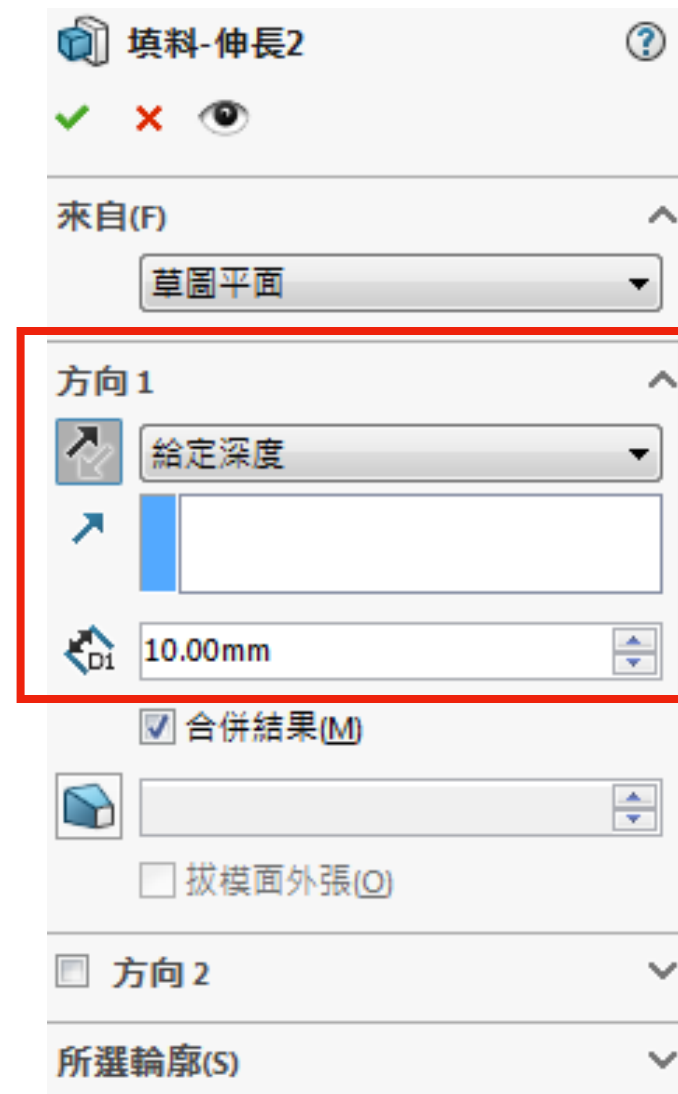 填料-伸長2
來自(F)
草圖平面
方向 1
給定深度
D1 10.00mm
合併結果(M)
拔模面外張(O)
方向 2
所選輪廓(S)